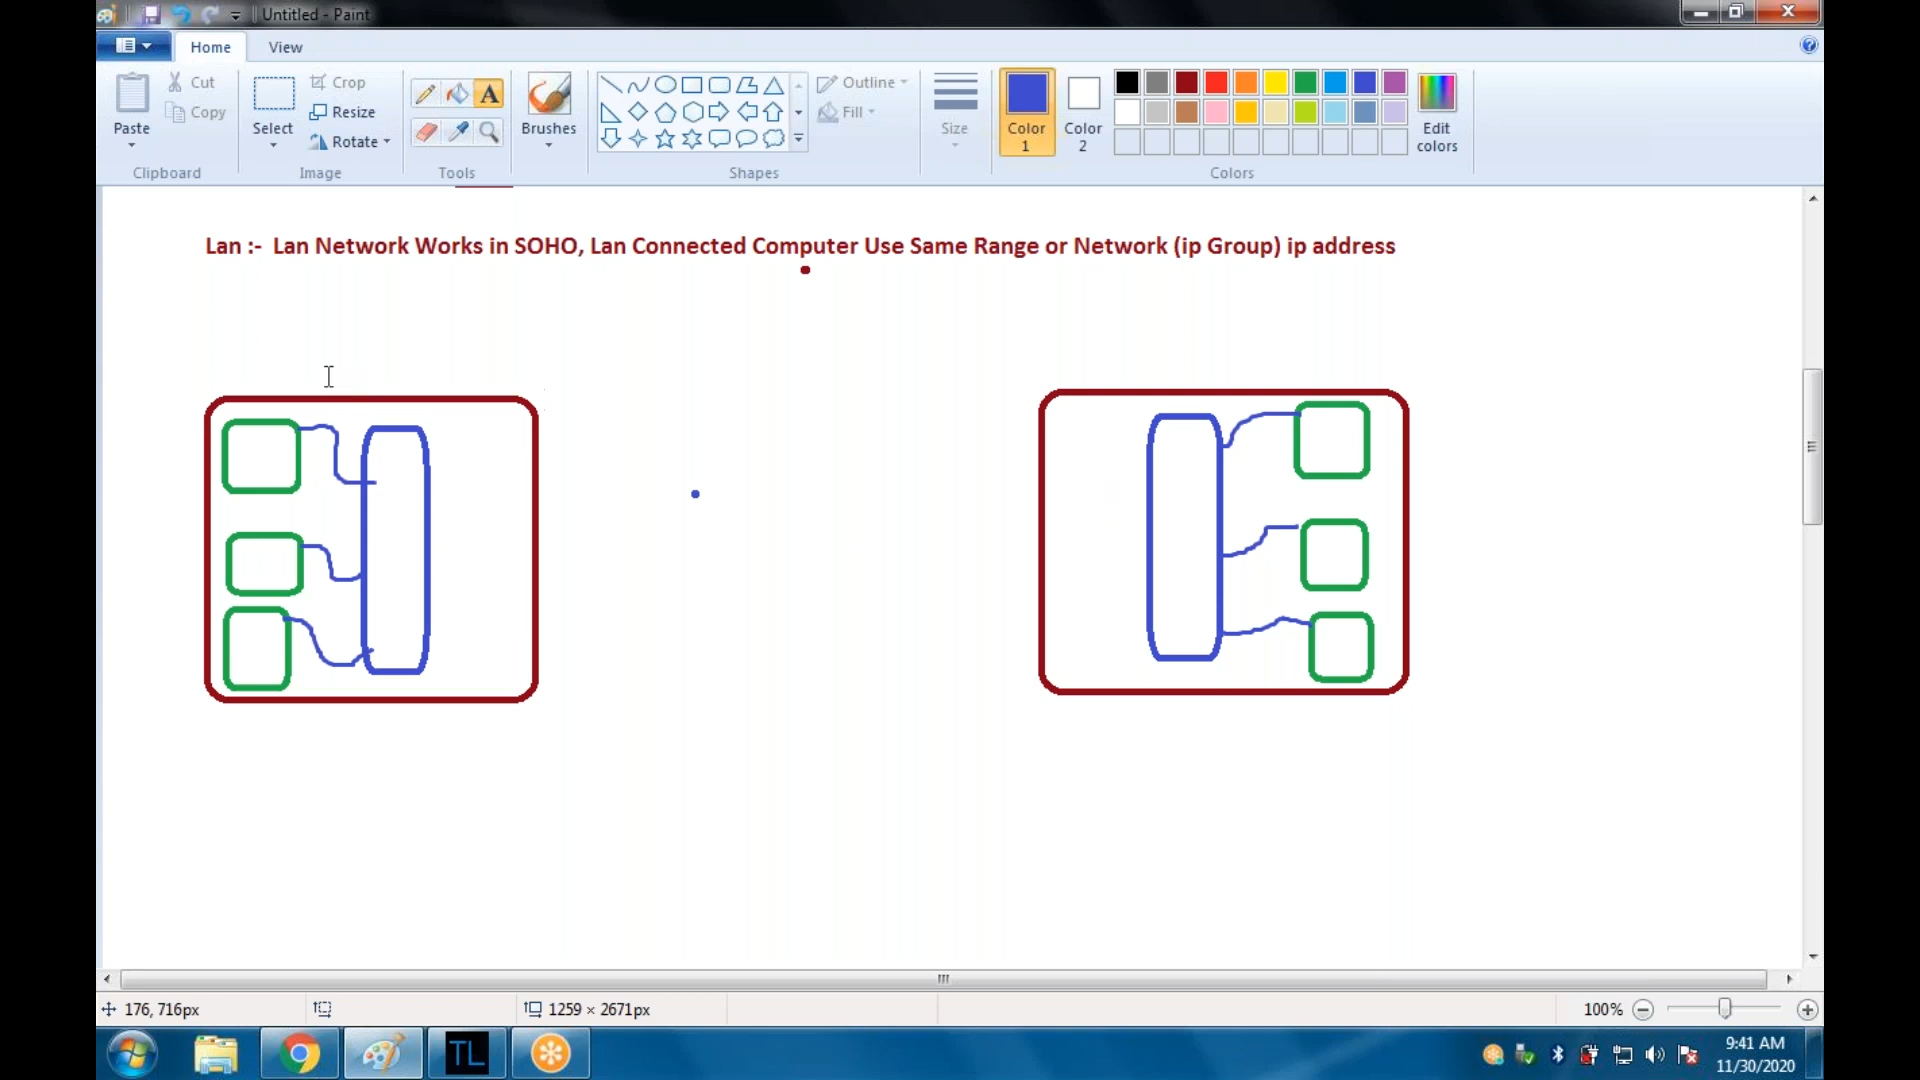 Untitled - Paint
Home View
Paste
Cut
Copy
Clipboard
Select
Crop
Resize
Rotate
Image
A
Tools
Brushes
Outline
Fill
Shapes
Size
Color 1
Color 2
Edit colors
Colors
Lan :-  Lan Network Works in SOHO, Lan Connected Computer Use Same Range or Network (ip Group) ip address
176, 716px
1259 × 2671px
100%
TL
9:41 AM
11/30/2020